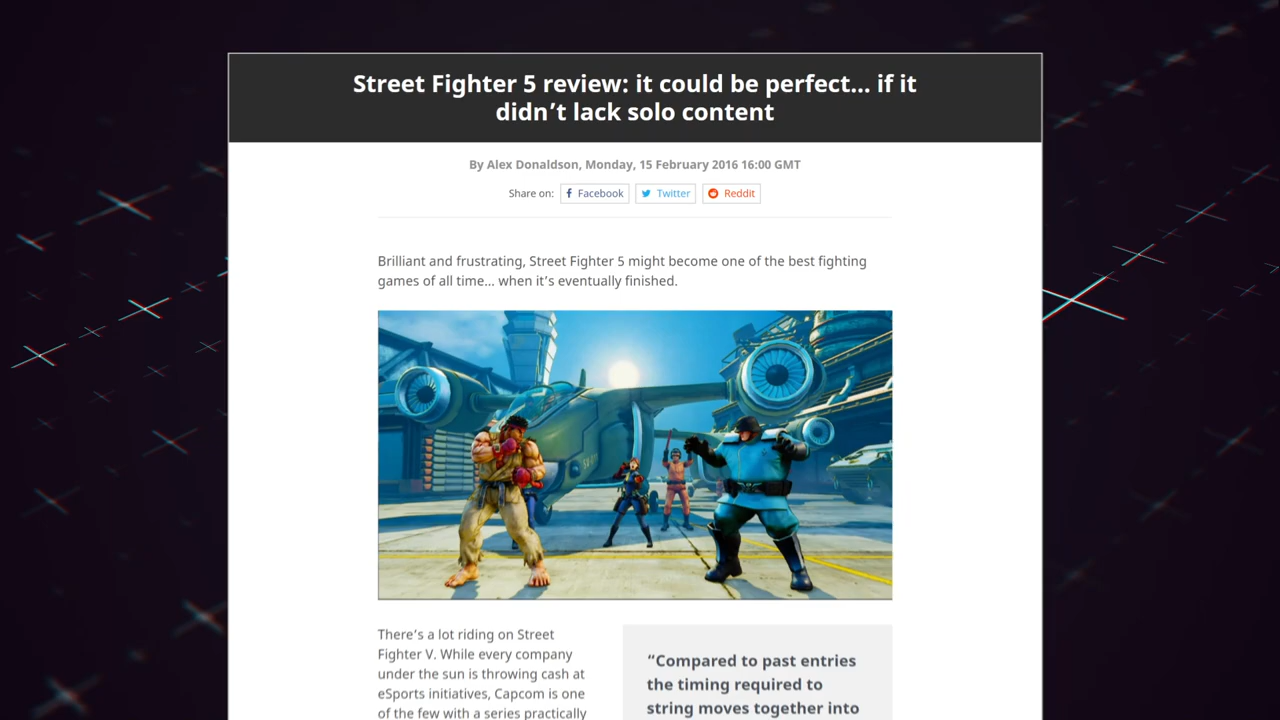 Street Fighter 5 review: it could be perfect... if it
didn’t lack solo content
By Alex Donaldson, Monday, 15 February 2016 16:00 GMT
Share on: Facebook Twitter Reddit
Brilliant and frustrating, Street Fighter 5 might become one of the best fighting
games of all time... when it’s eventually finished.
There’s a lot riding on Street
Fighter V. While every company
under the sun is throwing cash at
eSports initiatives, Capcom is one
of the few with a series practically
“Compared to past entries
the timing required to
string moves together into